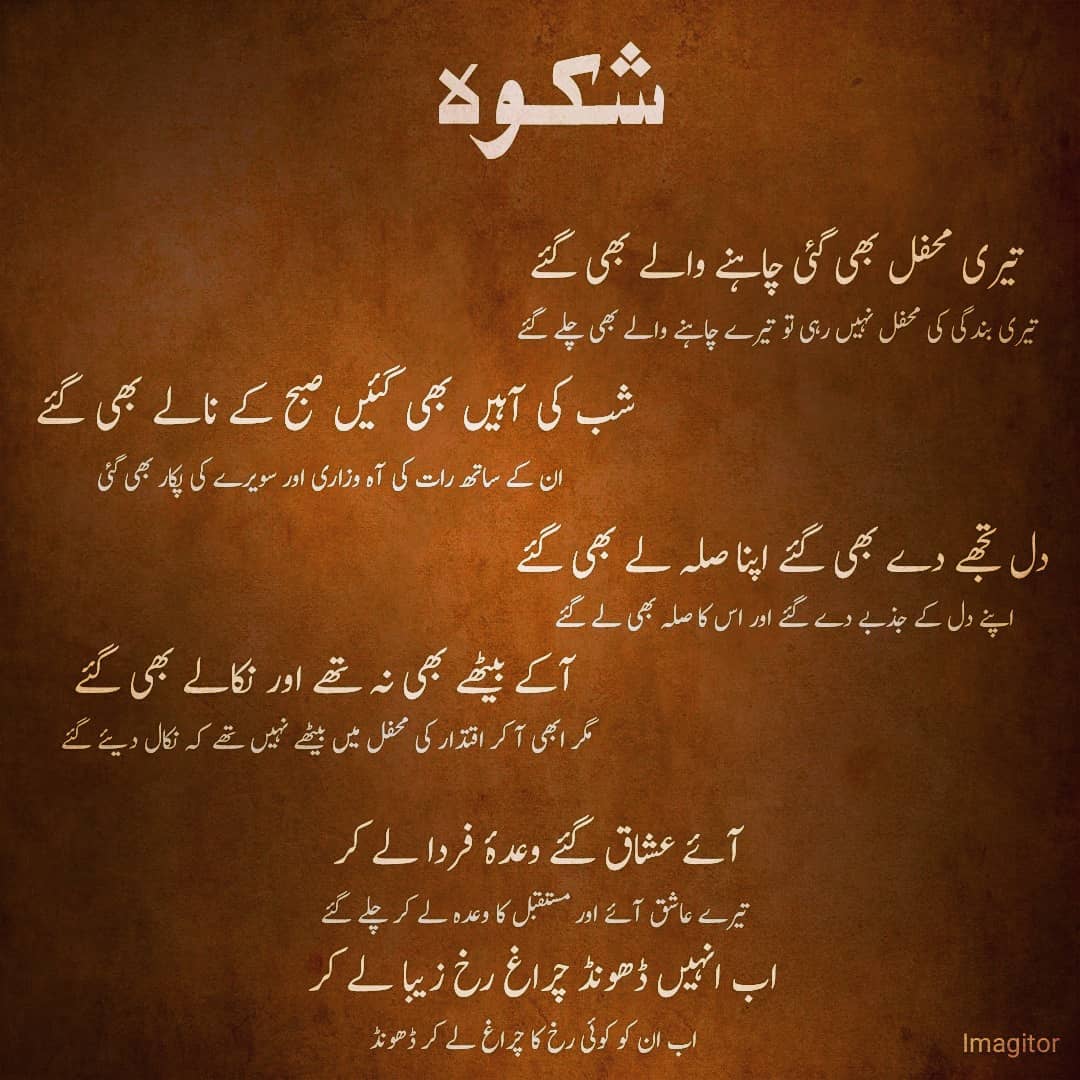 شکوہ
تیری محفل بھی گئی چاہنے والے بھی گئے
تیری بندگی کی محفل نہیں رہی تو تیرے چاہنے والے بھی چلے گئے
شب کی آہیں بھی گئیں صبح کے نالے بھی گئے
ان کے ساتھ رات کی آہ وزاری اور سویرے کی پکار بھی گئی
دل تجھے دے بھی گئے اپنا صلہ لے بھی گئے
اپنے دل کے جذبے دے گئے اور اس کا صلہ بھی لے گئے
آکے بیٹھے بھی نہ تھے اور نکالے بھی گئے
مگر ابھی آ کر اقتدار کی محفل میں بیٹھے نہیں تھے کہ نکال دیئے گئے
آئے عشاق گئے وعدۂ فردا لے کر
تیرے عاشق آئے اور مستقبل کا وعدہ لے کر چلے گئے
اب انہیں ڈھونڈ چراغ رخ زیبا لے کر
اب ان کو کوئی رخ کا چراغ لے کر ڈھونڈ
Imagitor